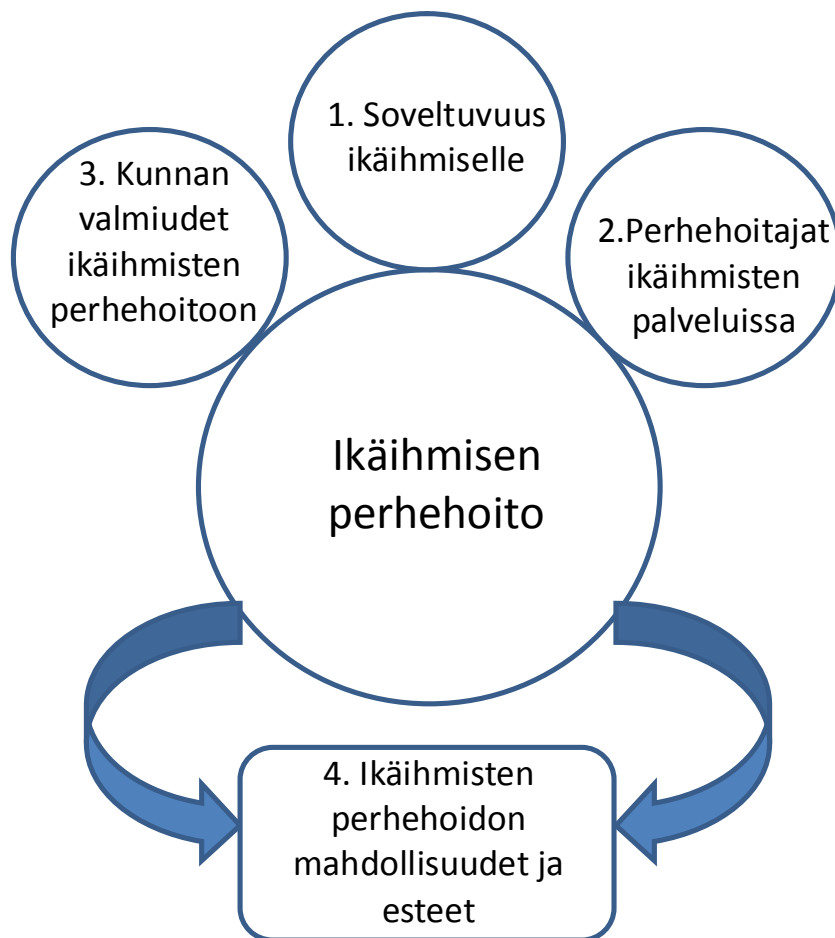 1. Soveltuvuus
ikäihmiselle
3. Kunnan
valmiudet
ikäihmisten
perhehoitoon
2.Perhehoitajat
ikäihmisten
palveluissa
Ikäihmisen
perhehoito
4. Ikäihmisten
perhehoidon
mahdollisuudet ja
esteet